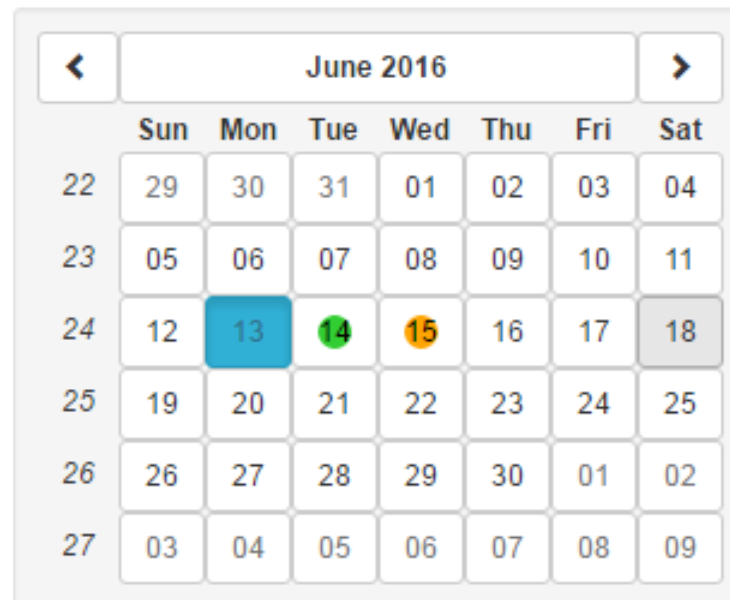 June 2016
Sun Mon Tue Wed Thu Fri Sat
22 29 30 31 01 02 03 04
23 05 06 07 08 09 10 11
24 12 13 14 15 16 17 18
25 19 20 21 22 23 24 25
26 26 27 28 29 30 01 02
27 03 04 05 06 07 08 09